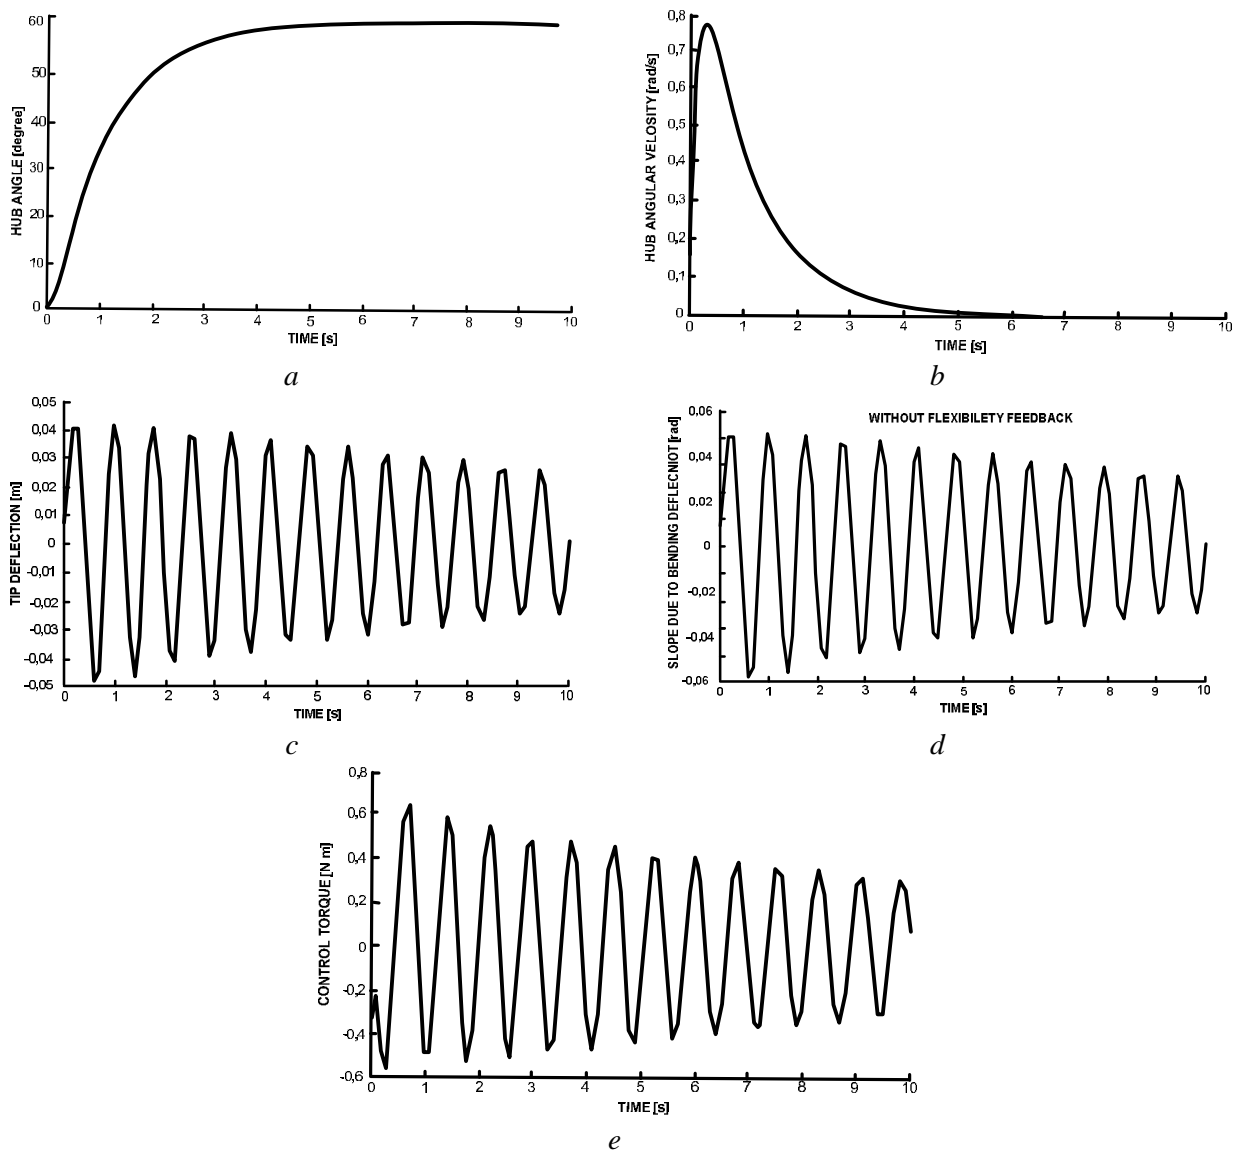 60
50
40
30
20
10
0
HUB ANGLE [degree]
0 1 2 3 4 5 6 7 8 9 10
TIME [s]
a
0,8
0,7
0,6
0,5
0,4
0,3
0,2
0,1
0
HUB ANGULAR VELOSITY [rad/s]
0 1 2 3 4 5 6 7 8 9 10
TIME [s]
b
0,05
0,04
0,03
0,02
0,01
0
-0,01
-0,02
-0,03
-0,04
-0,05
TIP DEFLECTION [m]
0 1 2 3 4 5 6 7 8 9 10
TIME [s]
c
WITHOUT FLEXIBILETY FEEDBACK
0,06
0,04
0,02
0
-0,02
-0,04
-0,06
SLOPE DUE TO BENDING DEFLECNIOT [rad]
0 1 2 3 4 5 6 7 8 9 10
TIME [s]
d
0,8
0,6
0,4
0,2
0
-0,2
-0,4
-0,6
CONTROL TORQUE [N m]
0 1 2 3 4 5 6 7 8 9 10
TIME [s]
e